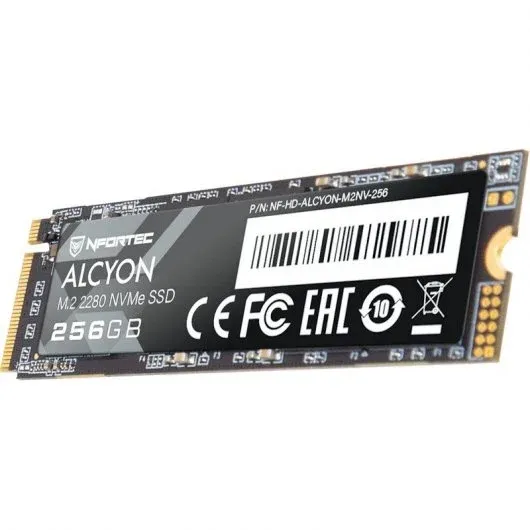 P/N: NF-HD-ALCYON-M2NV-256
NFORTEC
ALCYON
M.2 2280 NVMe SSD
256GB
CE FC EAC 10